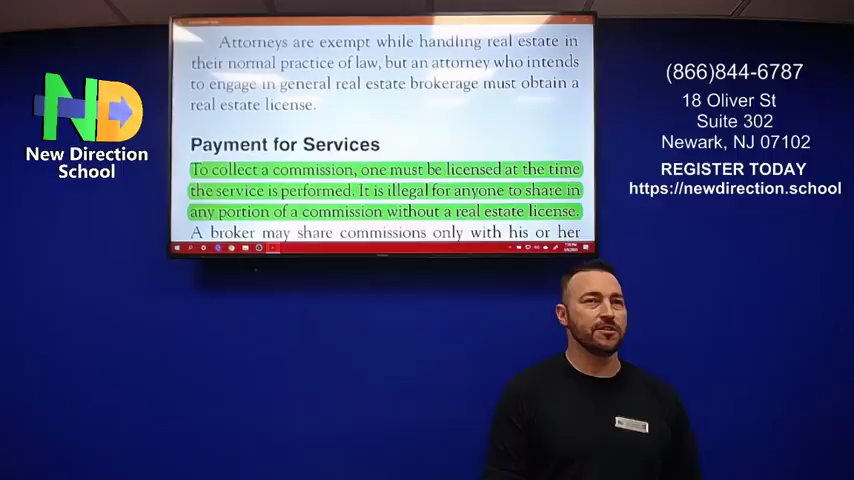 Attorneys are exempt while handling real estate in
their normal practice of law, but an attorney who intends
to engage in general real estate brokerage must obtain a
real estate license.
Payment for Services
To collect a commission, one must be licensed at the time
the service is performed. It is illegal for anyone to share in
any portion of a commission without a real estate license.
A broker may share commissions only with his or her
ND
New Direction
School
(866)844-6787
18 Oliver St
Suite 302
Newark, NJ 07102
REGISTER TODAY
https://newdirection.school